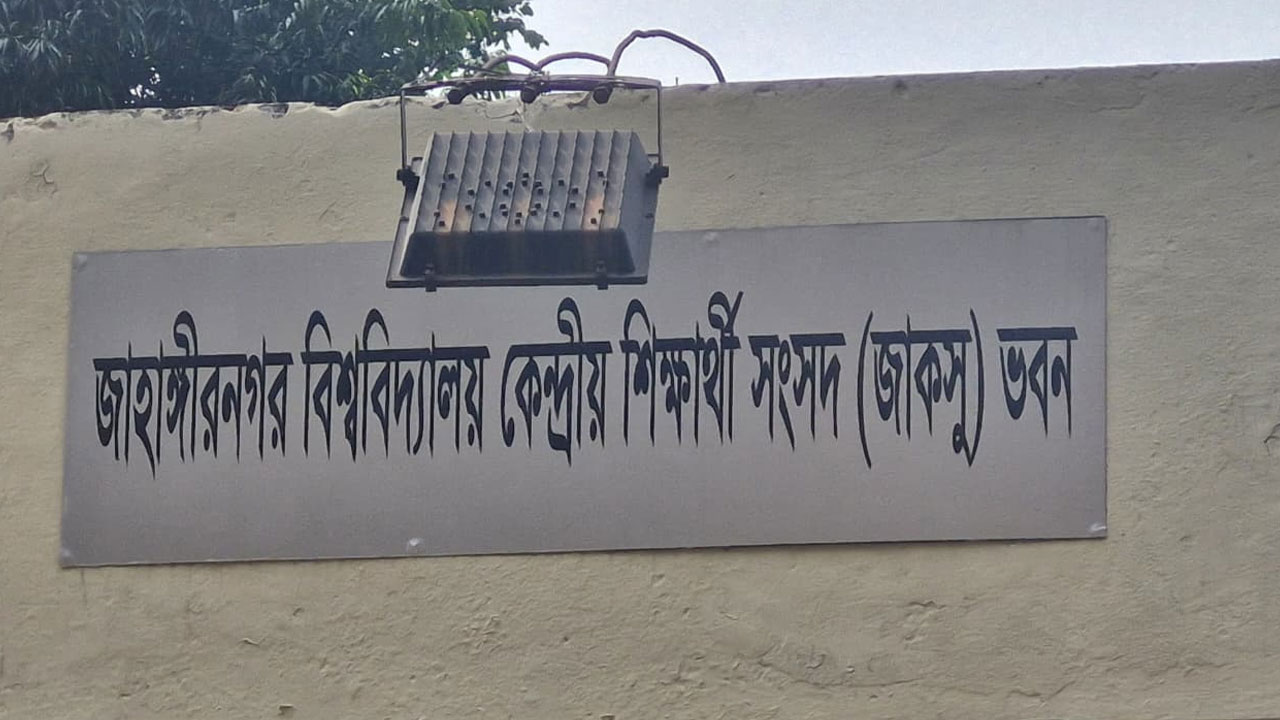 জাহাঙ্গীরনগর বিশ্ববিদ্যালয় কেন্দ্রীয় শিক্ষার্থী সংসদ (জাকসু) ভবন